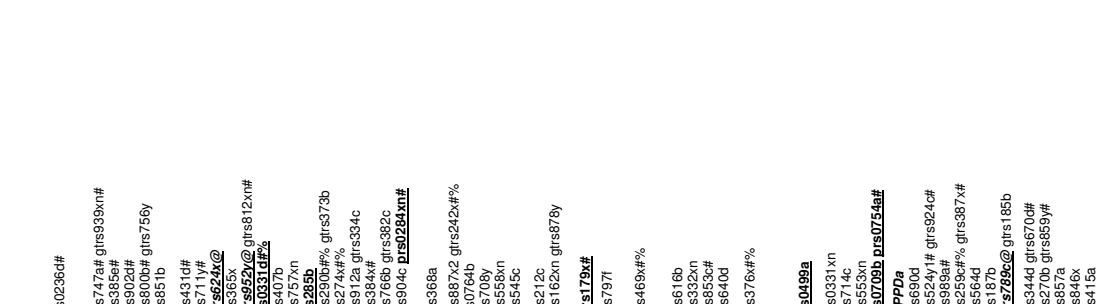 s0236d#
s747a# gtrs939xn#
s385e#
s902d#
s800b# gtrs756y
s851b
s431d#
s711y#
s624x@
s365x
s952y@ gtrs812xn#
s0331d#%
s407b
s757xn
s285b
s290b#% gtrs373b
s274x#%
s912a gtrs334c
s384x#
s766b gtrs382c
s904c prs0284xn#
s368a
s887x2 gtrs242x#%
s0764b
s708y
s558xn
s545c
s212c
s162xn gtrs878y
s179x#
s797f
s469x#%
s616b
s332xn
s853c#
s640d
s376x#%
s0499a
s0331xn
s714c
s553xn
s0709b prs0754a#
PPDa
s690d
s524y1# gtrs924c#
s989a#
s259c#% gtrs387x#
s564d
s187b
s789c@ gtrs185b
s344d gtrs670d#
s270b gtrs859y#
s857a
s846x
s415a